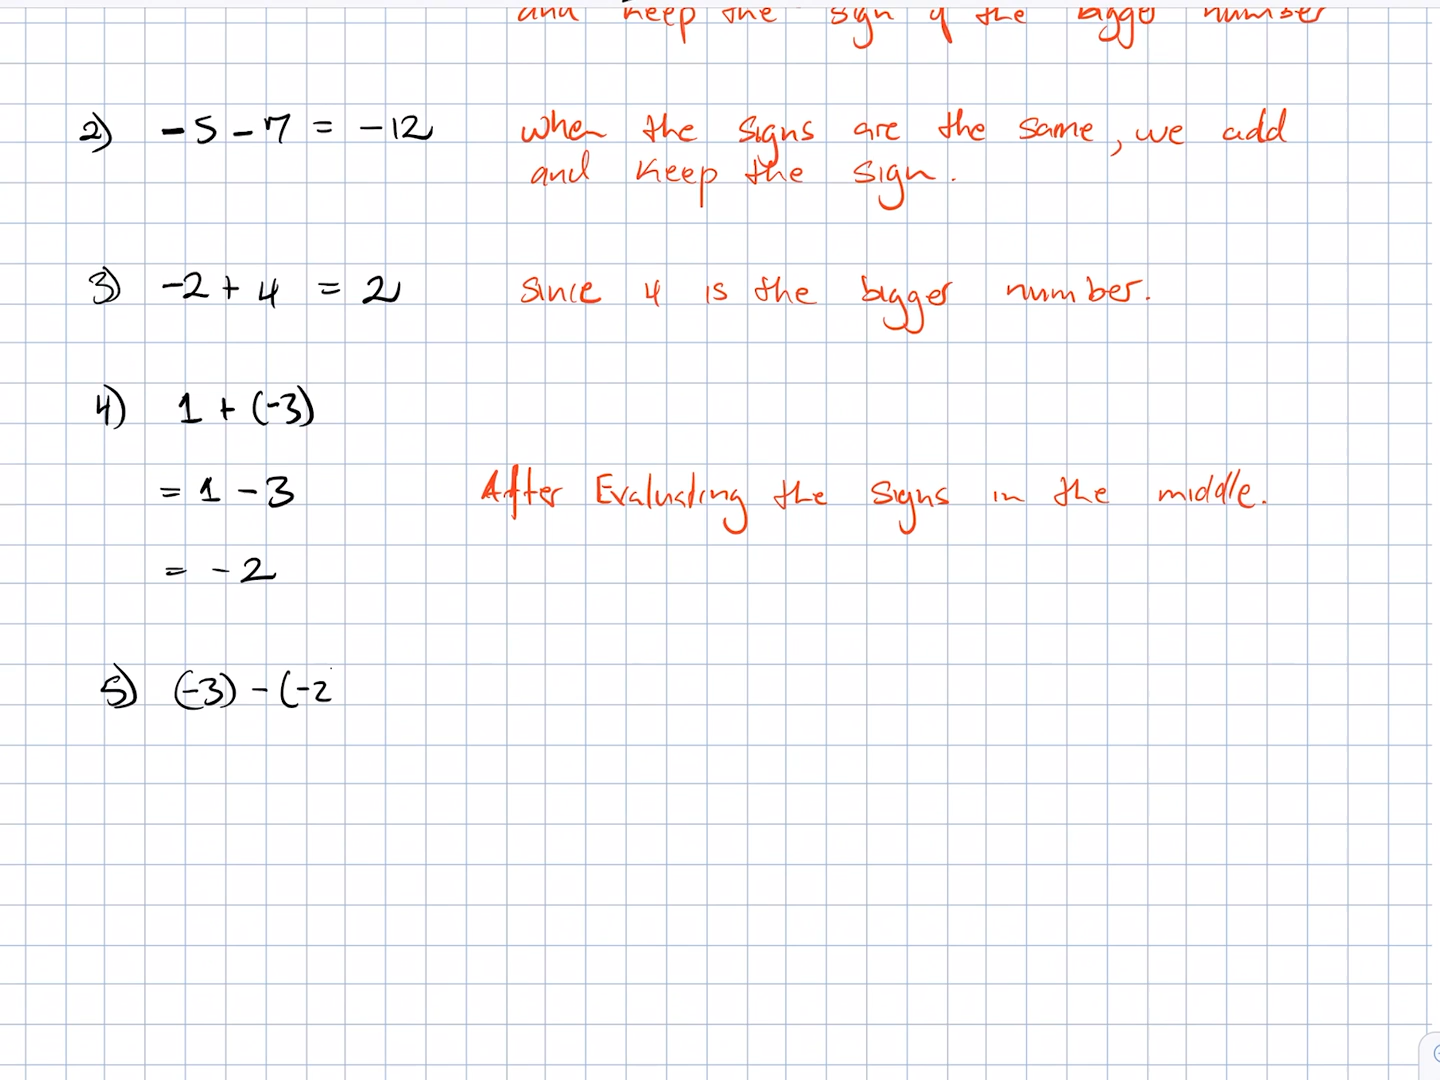 and keep the sign of the bigger number
2) -5 - 7 = -12 when the signs are the same, we add
and keep the sign.
3) -2 + 4 = 2 since 4 is the bigger number.
4) 1 + (-3)
= 1 - 3 After Evaluating the signs in the middle.
= -2
5) (-3) - (-2